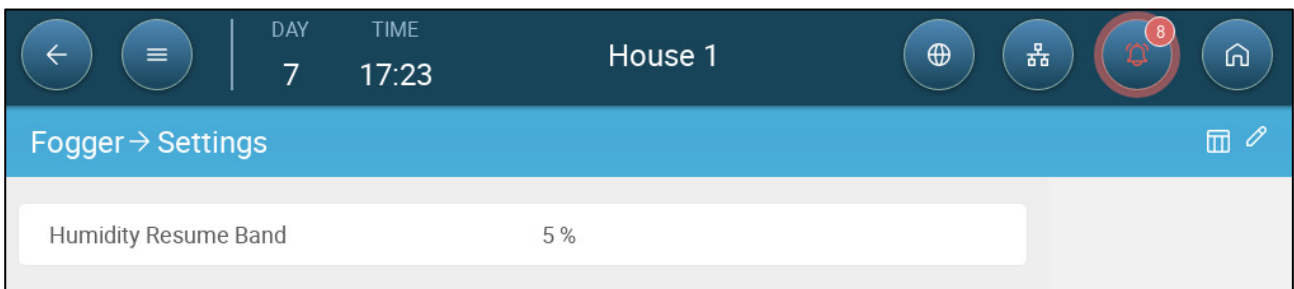 DAY TIME
7 17:23
House 1
8
Fogger → Settings
Humidity Resume Band 5 %